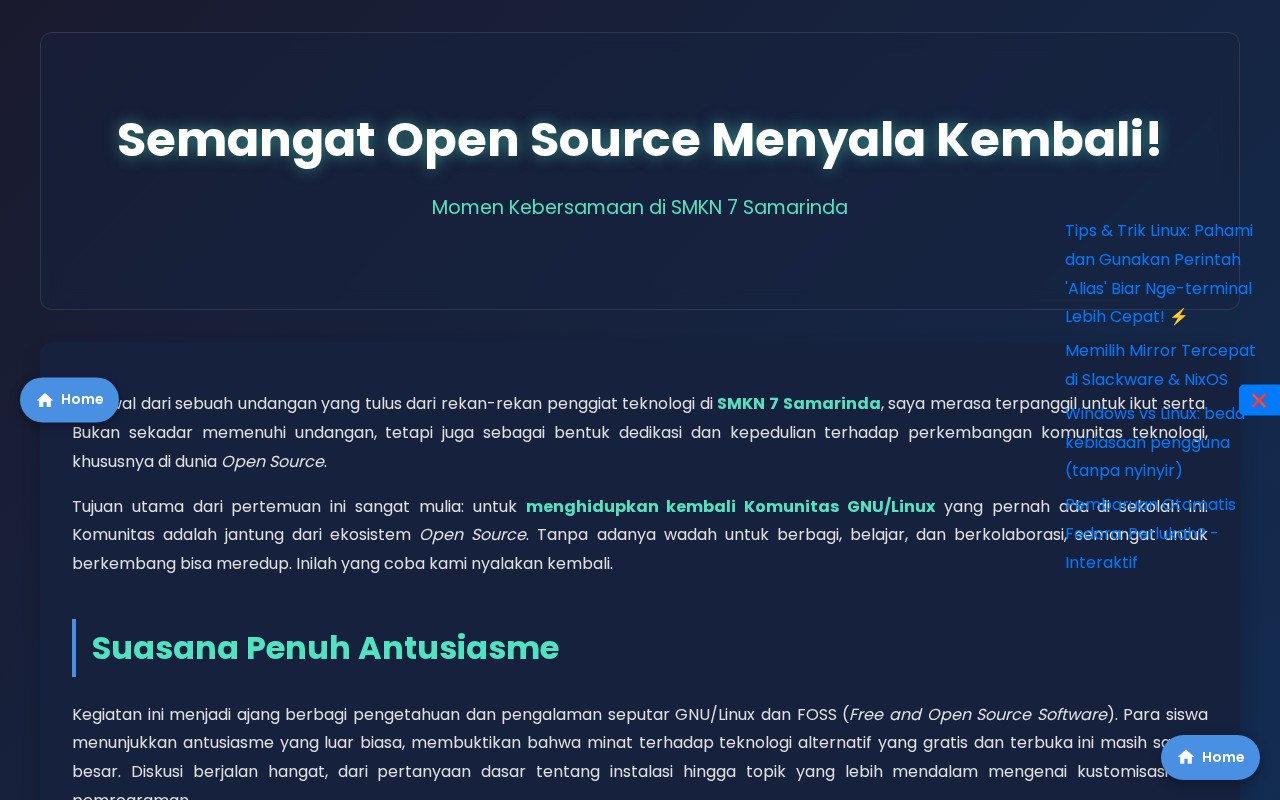 Semangat Open Source Menyala Kembali!
Momen Kebersamaan di SMKN 7 Samarinda
Tips & Trik Linux: Pahami
dan Gunakan Perintah
'Alias' Biar Nge-terminal
Lebih Cepat! ⚡
Memilih Mirror Tercepat
di Slackware & NixOS
Windows vs Linux: beda
kebiasaan pengguna
(tanpa nyinyir)
Pembaruan Otomatis
Fedora: Perlukah? -
Interaktif
Home
dari sebuah undangan yang tulus dari rekan-rekan penggiat teknologi di SMKN 7 Samarinda, saya merasa terpanggil untuk ikut serta.
Bukan sekadar memenuhi undangan, tetapi juga sebagai bentuk dedikasi dan kepedulian terhadap perkembangan komunitas teknologi,
khususnya di dunia Open Source.
Tujuan utama dari pertemuan ini sangat mulia: untuk menghidupkan kembali Komunitas GNU/Linux yang pernah ada di sekolah ini.
Komunitas adalah jantung dari ekosistem Open Source. Tanpa adanya wadah untuk berbagi, belajar, dan berkolaborasi, semangat untuk
berkembang bisa meredup. Inilah yang coba kami nyalakan kembali.
Suasana Penuh Antusiasme
Kegiatan ini menjadi ajang berbagi pengetahuan dan pengalaman seputar GNU/Linux dan FOSS (Free and Open Source Software). Para siswa
menunjukkan antusiasme yang luar biasa, membuktikan bahwa minat terhadap teknologi alternatif yang gratis dan terbuka ini masih
besar. Diskusi berjalan hangat, dari pertanyaan dasar tentang instalasi hingga topik yang lebih mendalam mengenai
Home